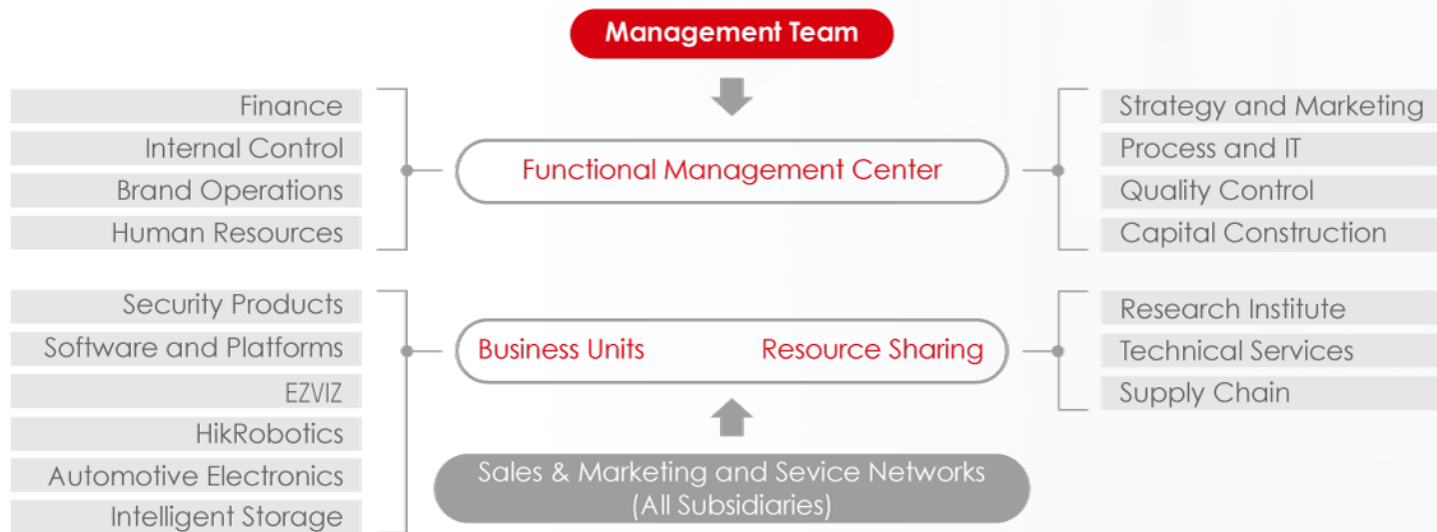 Management Team
Finance
Internal Control
Brand Operations
Human Resources
Functional Management Center
Strategy and Marketing
Process and IT
Quality Control
Capital Construction
Security Products
Software and Platforms
EZVIZ
HikRobotics
Automotive Electronics
Intelligent Storage
Business Units
Resource Sharing
Research Institute
Technical Services
Supply Chain
Sales & Marketing and Sevice Networks
(All Subsidiaries)